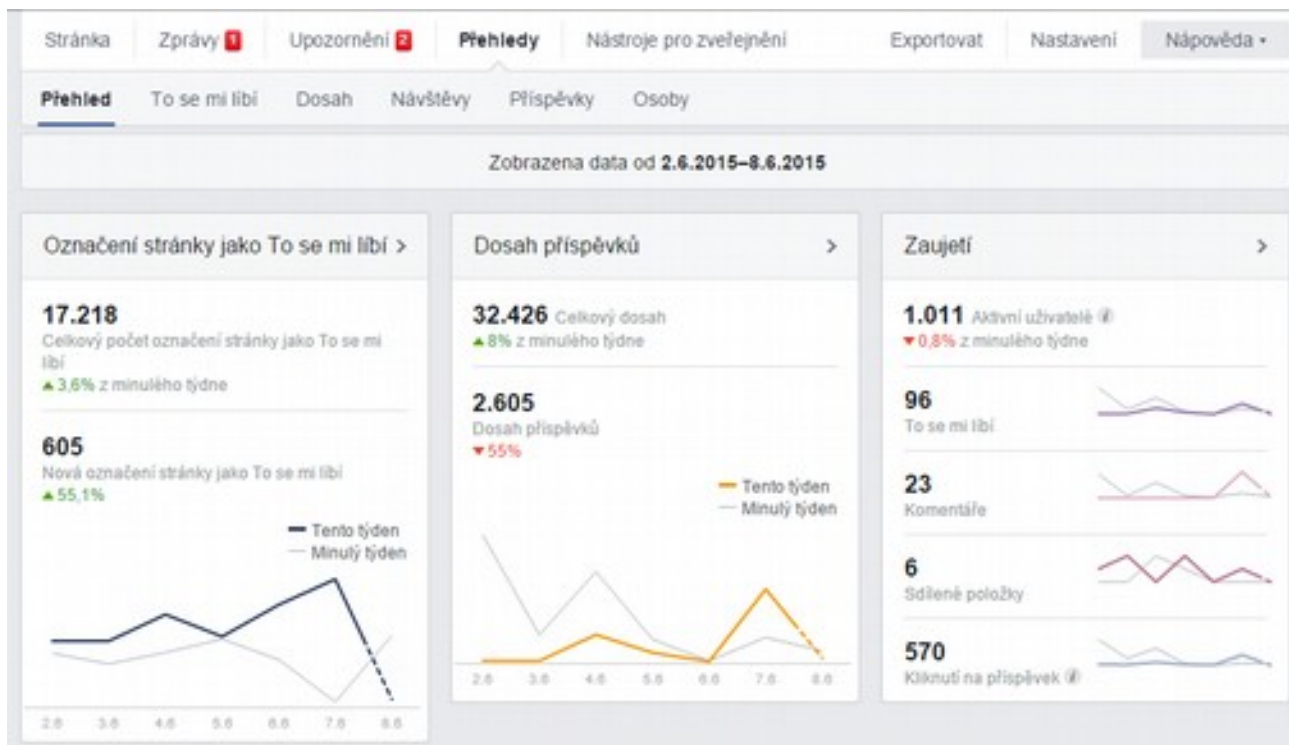 Stránka Zprávy 1 Upozornění 2 Přehledy Nástroje pro zveřejnění Exportovat Nastavení Nápověda
Přehled To se mi líbí Dosah Návštěvy Příspěvky Osoby
Zobrazena data od 2.6.2015–8.6.2015
Označení stránky jako To se mi líbí >
17.218
Celkový počet označení stránky jako To se mi
líbí
▲ 3,6% z minulého týdne
605
Nová označení stránky jako To se mi líbí
▲ 55,1%
Tento týden
Minulý týden
2.6 3.6 4.6 5.6 6.6 7.6 8.6
Dosah příspěvků >
32.426 Celkový dosah
▲ 8% z minulého týdne
2.605
Dosah příspěvků
▼ 55%
Tento týden
Minulý týden
2.6 3.6 4.6 5.6 6.6 7.6 8.6
Zaujetí >
1.011 Aktivní uživatelé i
▼ 0,8% z minulého týdne
96
To se mi líbí
23
Komentáře
6
Sdílené položky
570
Kliknutí na příspěvek i